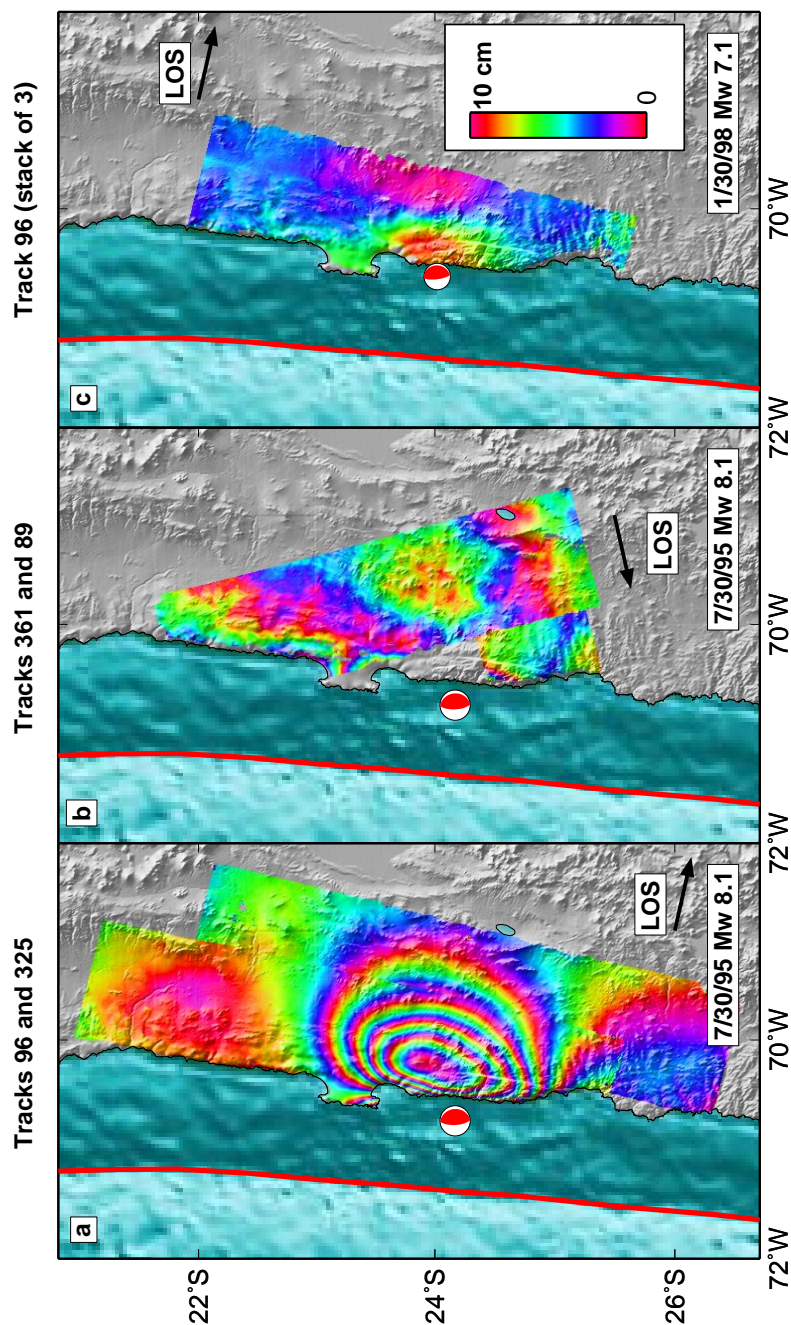 Tracks 96 and 325
Tracks 361 and 89
Track 96 (stack of 3)
a
LOS
7/30/95 Mw 8.1
b
LOS
7/30/95 Mw 8.1
c
LOS
10 cm
0
1/30/98 Mw 7.1
22˚S
24˚S
26˚S
72˚W
70˚W
72˚W
70˚W
72˚W
70˚W